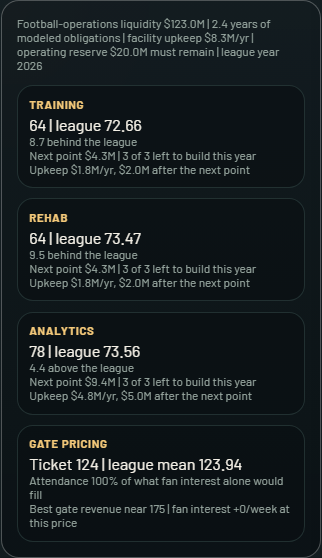 Football-operations liquidity $123.0M | 2.4 years of
modeled obligations | facility upkeep $8.3M/yr |
operating reserve $20.0M must remain | league year
2026
TRAINING
64 | league 72.66
8.7 behind the league
Next point $4.3M | 3 of 3 left to build this year
Upkeep $1.8M/yr, $2.0M after the next point
REHAB
64 | league 73.47
9.5 behind the league
Next point $4.3M | 3 of 3 left to build this year
Upkeep $1.8M/yr, $2.0M after the next point
ANALYTICS
78 | league 73.56
4.4 above the league
Next point $9.4M | 3 of 3 left to build this year
Upkeep $4.8M/yr, $5.0M after the next point
GATE PRICING
Ticket 124 | league mean 123.94
Attendance 100% of what fan interest alone would
fill
Best gate revenue near 175 | fan interest +0/week at
this price